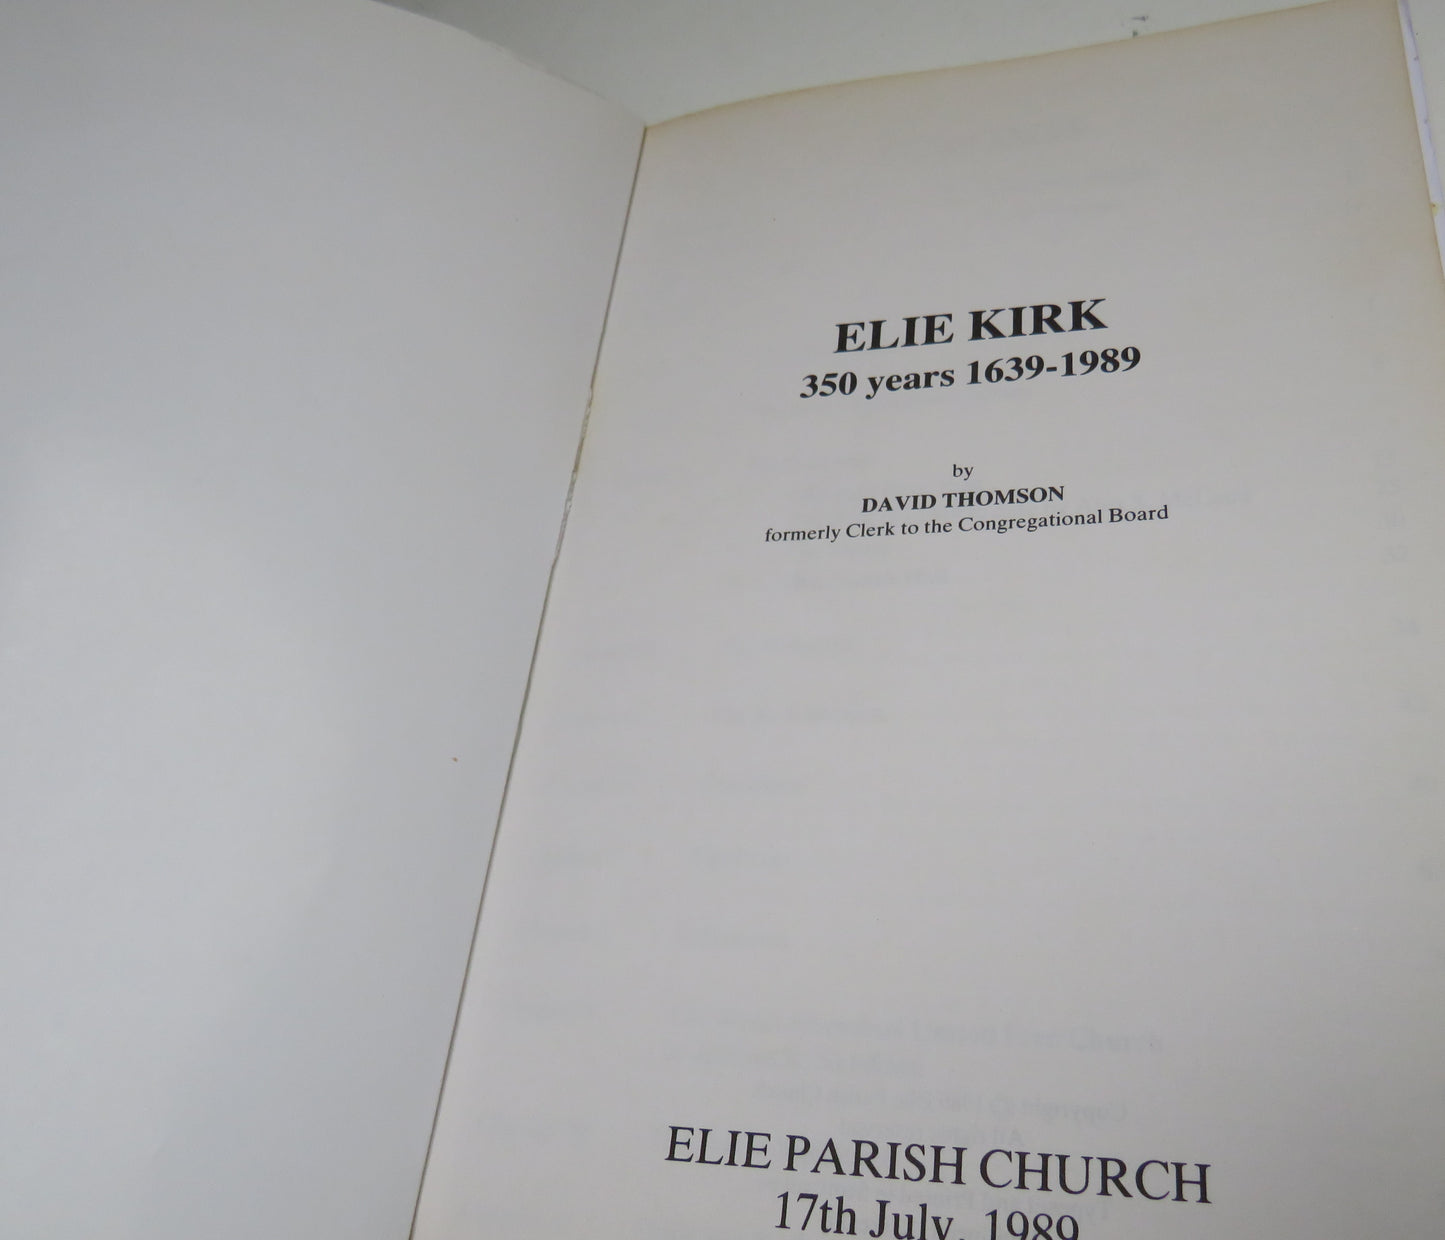 ELIE KIRK
350 years 1639-1989
by
DAVID THOMSON
formerly Clerk to the Congregational Board
ELIE PARISH CHURCH
17th July, 1989